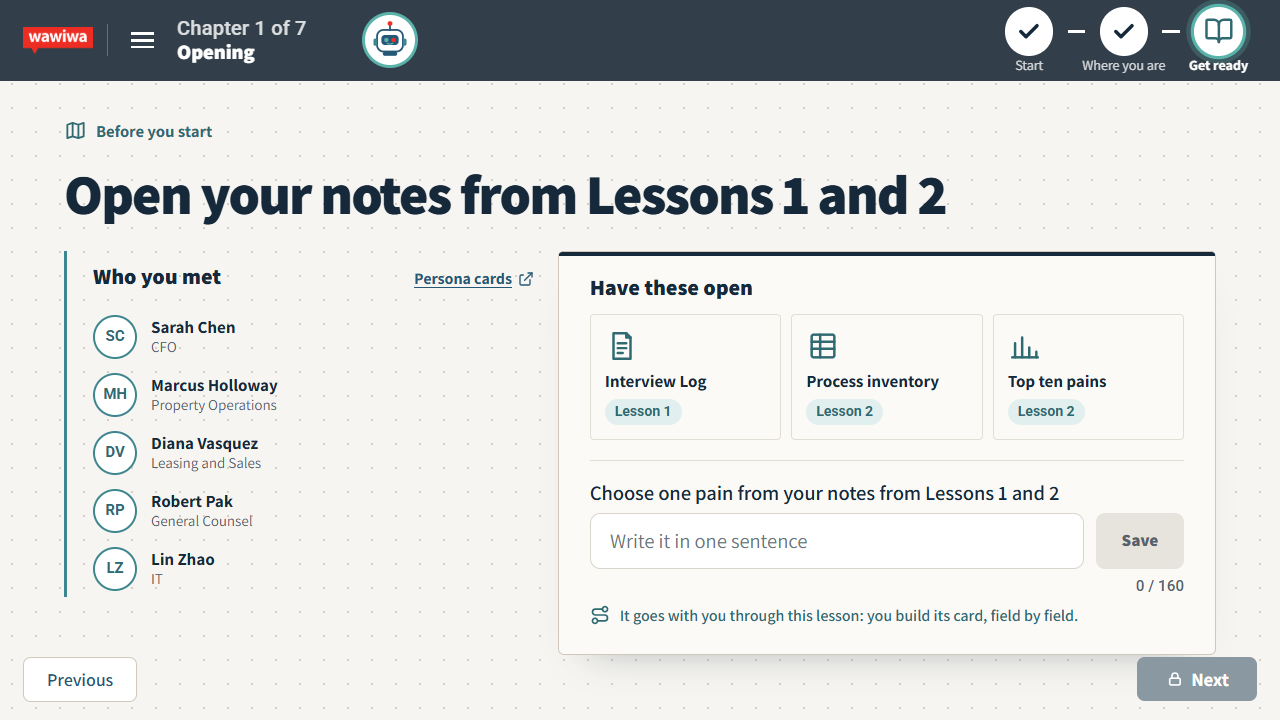 wawiwa
Chapter 1 of 7
Opening
Start
Where you are
Get ready
Before you start
Open your notes from Lessons 1 and 2
Who you met
Persona cards
SC
Sarah Chen
CFO
MH
Marcus Holloway
Property Operations
DV
Diana Vasquez
Leasing and Sales
RP
Robert Pak
General Counsel
LZ
Lin Zhao
IT
Have these open
Interview Log
Lesson 1
Process inventory
Lesson 2
Top ten pains
Lesson 2
Choose one pain from your notes from Lessons 1 and 2
Write it in one sentence
Save
0 / 160
It goes with you through this lesson: you build its card, field by field.
Previous
Next